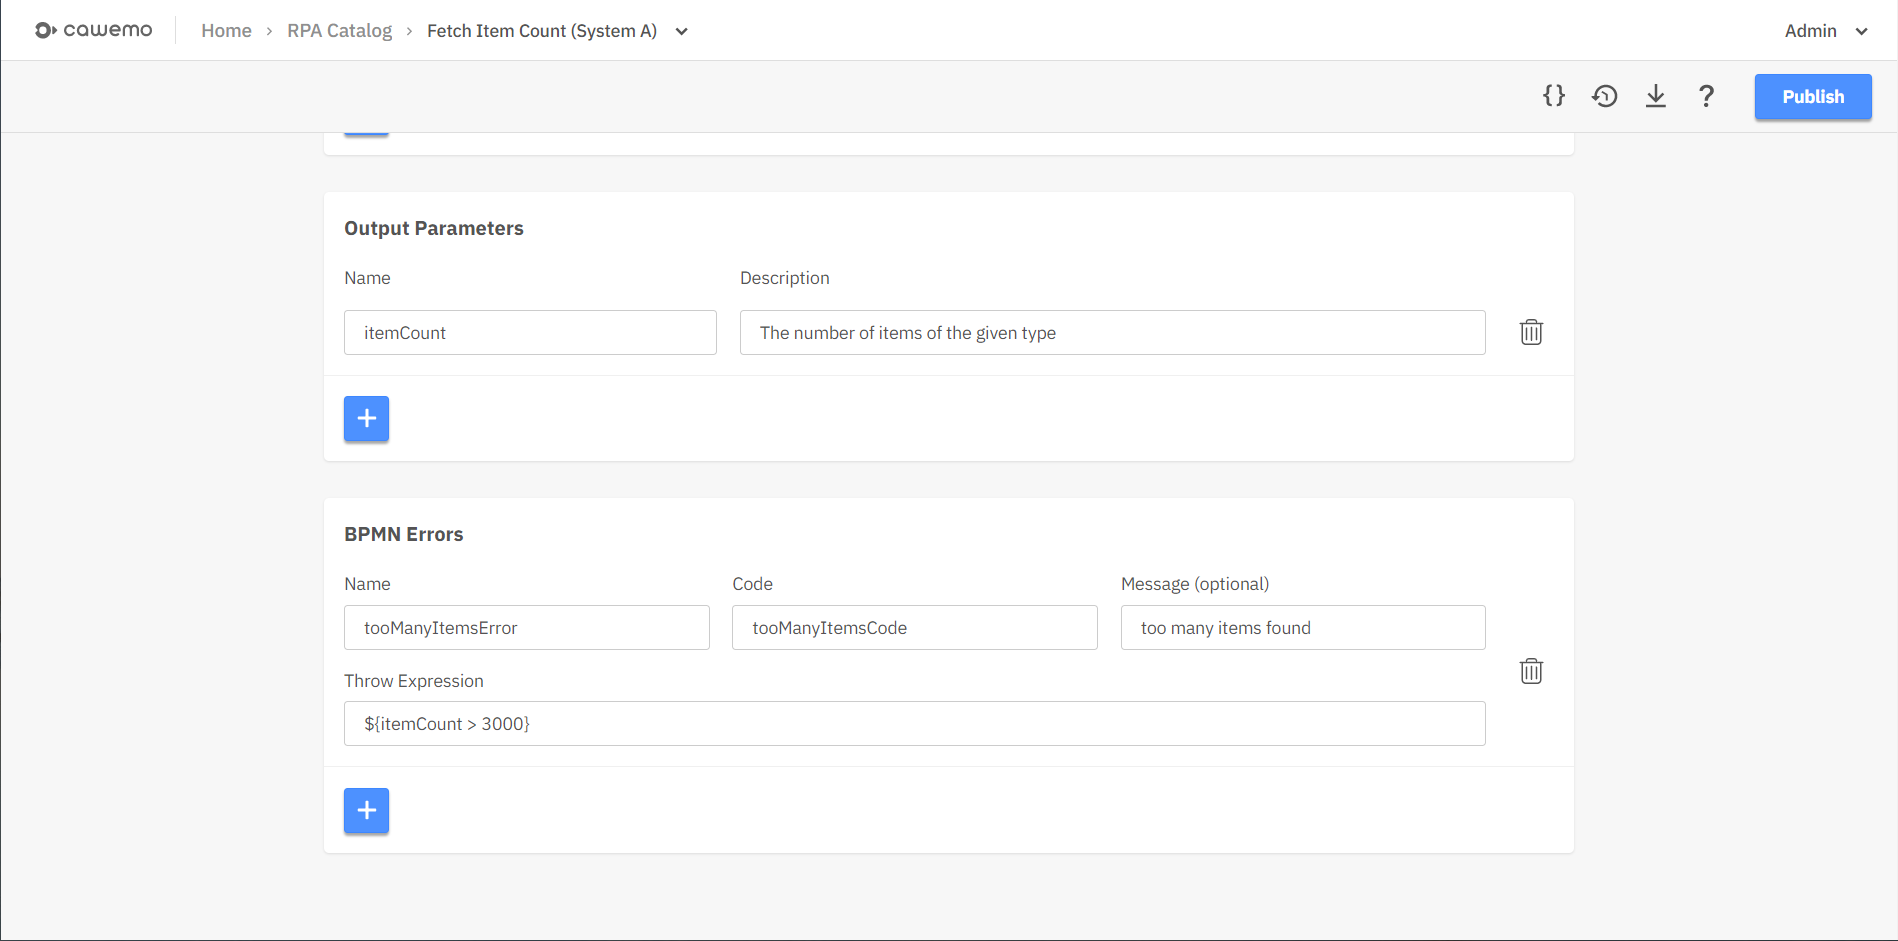 cawemo Home › RPA Catalog › Fetch Item Count (System A) Admin
{} ? Publish
Output Parameters
Name Description
itemCount The number of items of the given type
+
BPMN Errors
Name Code Message (optional)
tooManyItemsError tooManyItemsCode too many items found
Throw Expression
${itemCount > 3000}
+